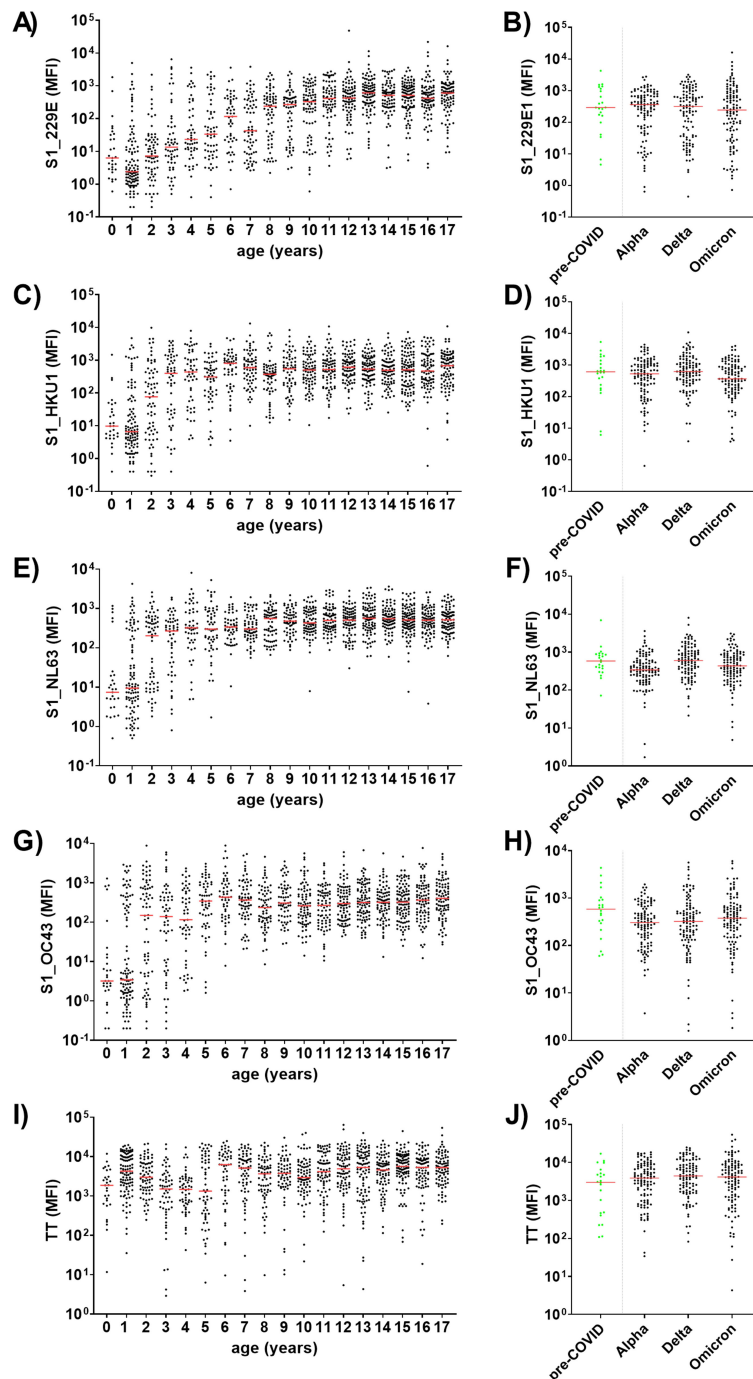 A)
S1_229E (MFI)
10⁵
10⁴
10³
10²
10¹
10⁰
10⁻¹
0 1 2 3 4 5 6 7 8 9 10 11 12 13 14 15 16 17
age (years)
B)
S1_229E1 (MFI)
10⁵
10⁴
10³
10²
10¹
10⁰
10⁻¹
pre-COVID Alpha Delta Omicron
C)
S1_HKU1 (MFI)
10⁵
10⁴
10³
10²
10¹
10⁰
10⁻¹
0 1 2 3 4 5 6 7 8 9 10 11 12 13 14 15 16 17
age (years)
D)
S1_HKU1 (MFI)
10⁵
10⁴
10³
10²
10¹
10⁰
10⁻¹
pre-COVID Alpha Delta Omicron
E)
S1_NL63 (MFI)
10⁴
10³
10²
10¹
10⁰
10⁻¹
0 1 2 3 4 5 6 7 8 9 10 11 12 13 14 15 16 17
age (years)
F)
S1_NL63 (MFI)
10⁵
10⁴
10³
10²
10¹
10⁰
pre-COVID Alpha Delta Omicron
G)
S1_OC43 (MFI)
10⁴
10³
10²
10¹
10⁰
10⁻¹
0 1 2 3 4 5 6 7 8 9 10 11 12 13 14 15 16 17
age (years)
H)
S1_OC43 (MFI)
10⁴
10³
10²
10¹
10⁰
pre-COVID Alpha Delta Omicron
I)
TT (MFI)
10⁵
10⁴
10³
10²
10¹
10⁰
0 1 2 3 4 5 6 7 8 9 10 11 12 13 14 15 16 17
age (years)
J)
TT (MFI)
10⁵
10⁴
10³
10²
10¹
10⁰
pre-COVID Alpha Delta Omicron